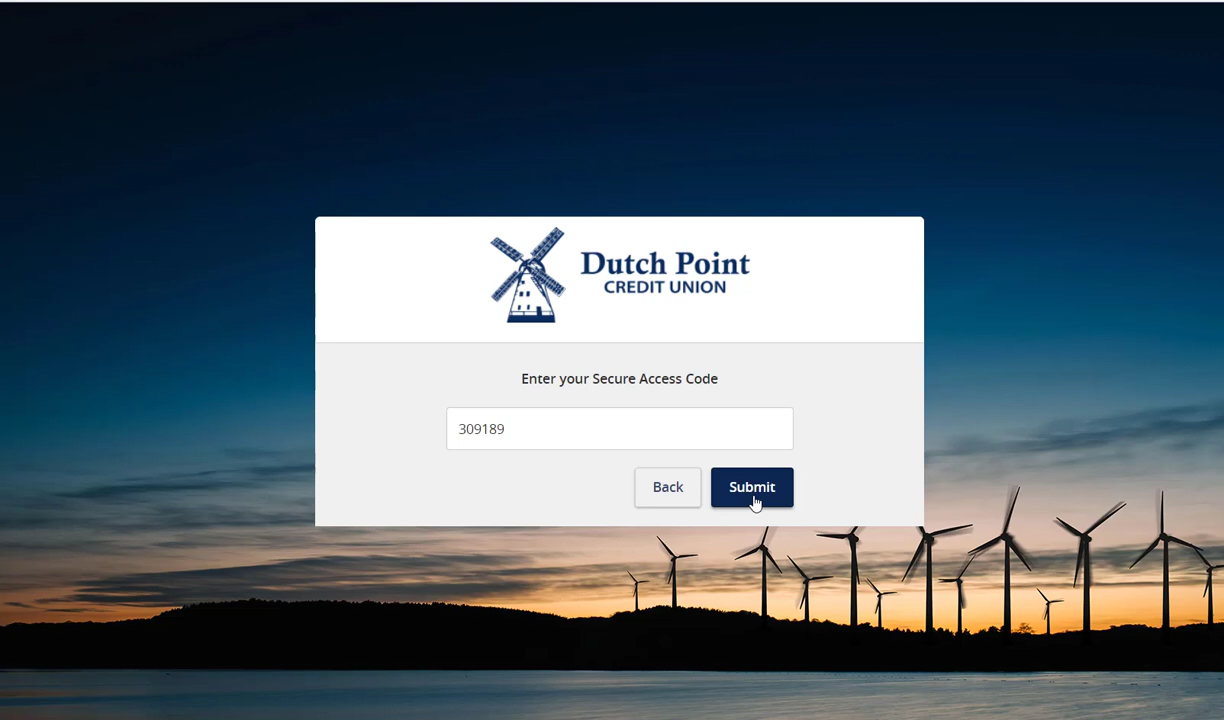 Dutch Point
CREDIT UNION
Enter your Secure Access Code
309189
Back
Submit